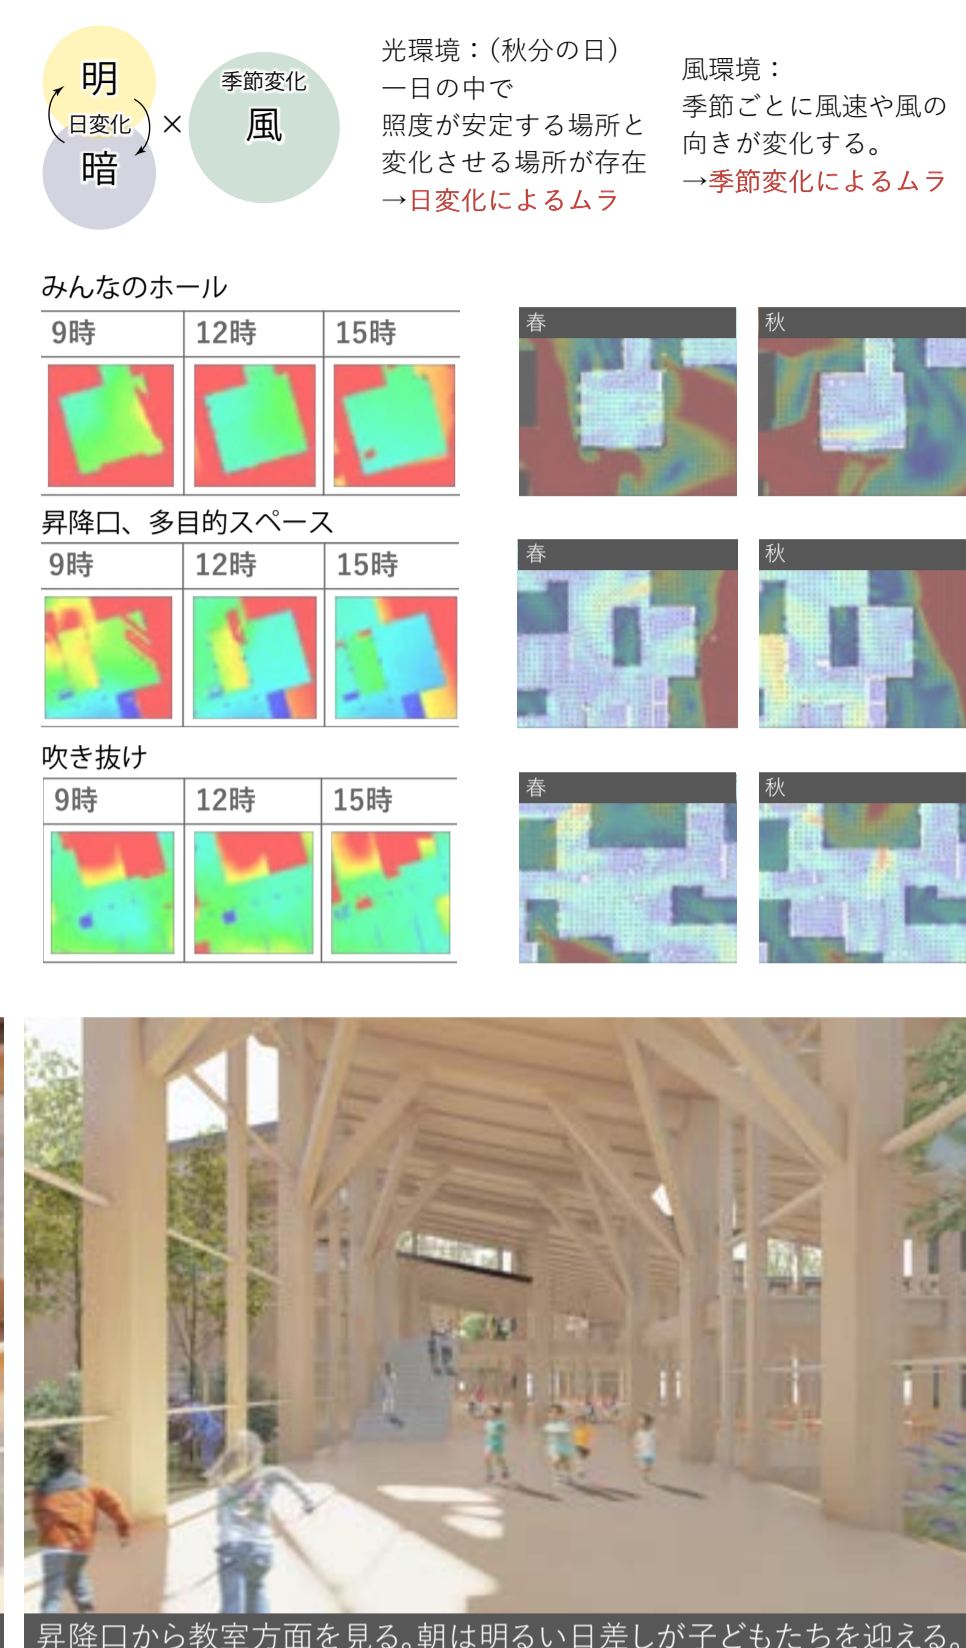 明
日変化
暗
×
季節変化
風
光環境：（秋分の日）
一日の中で
照度が安定する場所と
変化させる場所が存在
→日変化によるムラ
風環境：
季節ごとに風速や風の
向きが変化する。
→季節変化によるムラ
みんなのホール
9時 12時 15時
春 秋
昇降口、多目的スペース
9時 12時 15時
春 秋
吹き抜け
9時 12時 15時
春 秋
昇降口から教室方面を見る。朝は明るい日差しが子どもたちを迎える。